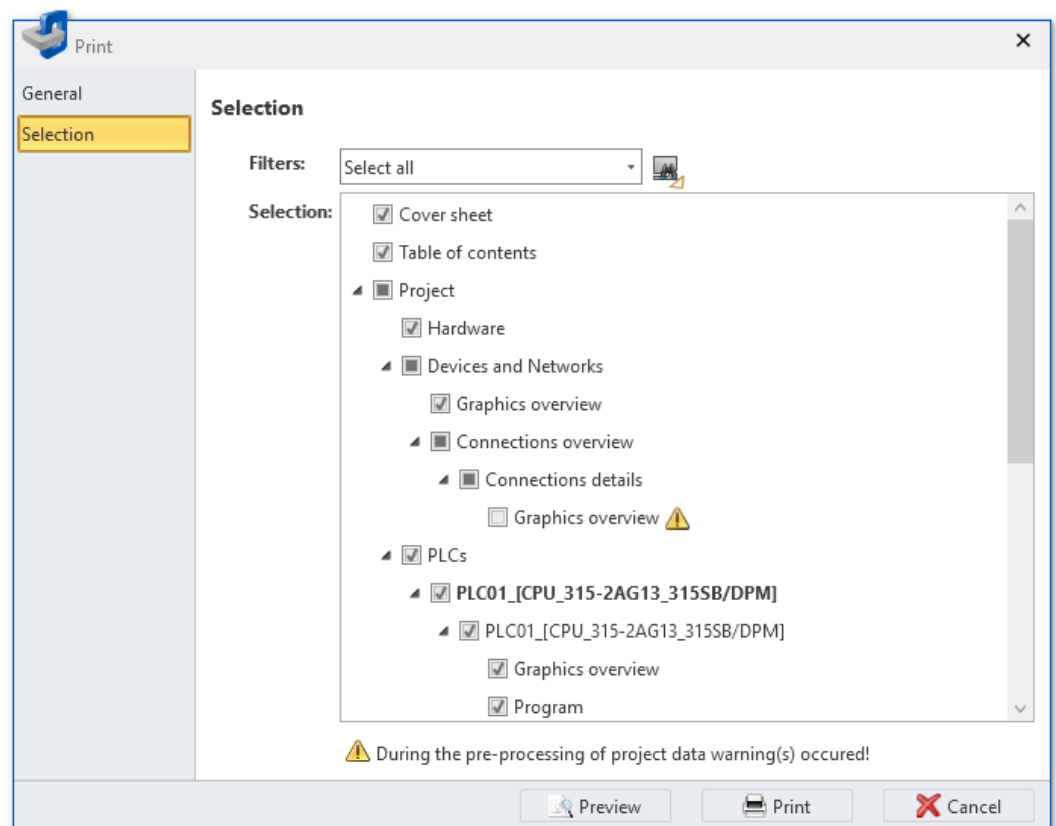 Print
General
Selection
Selection
Filters: Select all
Selection: Cover sheet
Table of contents
Project
Hardware
Devices and Networks
Graphics overview
Connections overview
Connections details
Graphics overview
PLCs
PLC01_[CPU_315-2AG13_315SB/DPM]
PLC01_[CPU_315-2AG13_315SB/DPM]
Graphics overview
Program
During the pre-processing of project data warning(s) occured!
Preview Print Cancel